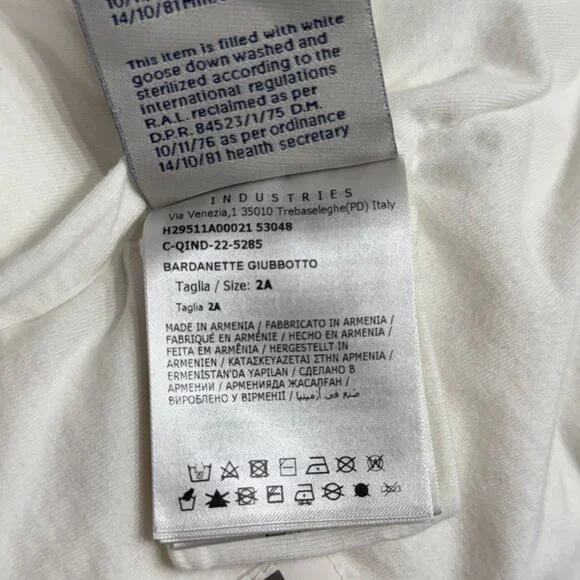 14/10/81
This item is filled with white
goose down washed and
sterilized according to the
international regulations
R.A.L. reclaimed as per
D.P.R. 84523/1/75 D.M.
10/11/76 as per ordinance
14/10/81 health secretary
INDUSTRIES
Via Venezia,1 35010 Trebaseleghe(PD) Italy
H29511A00021 53048
C-QIND-22-5285
BARDANETTE GIUBBOTTO
Taglia / Size: 2A
Taglia 2A
MADE IN ARMENIA / FABBRICATO IN ARMENIA /
FABRIQUÉ EN ARMÉNIE / HECHO EN ARMENIA /
FEITA EM ARMÊNIA / HERGESTELLT IN
ARMENIEN / ΚΑΤΑΣΚΕΥΑΖΕΤΑΙ ΣΤΗΝ ΑΡΜΕΝΙΑ /
ERMENİSTAN'DA YAPILAN / СДЕЛАНО В
АРМЕНИИ / АРМЕНИЯДА ЖАСАЛҒАН /
ВИРОБЛЕНО У ВІРМЕНІЇ / صنع في أرمينيا